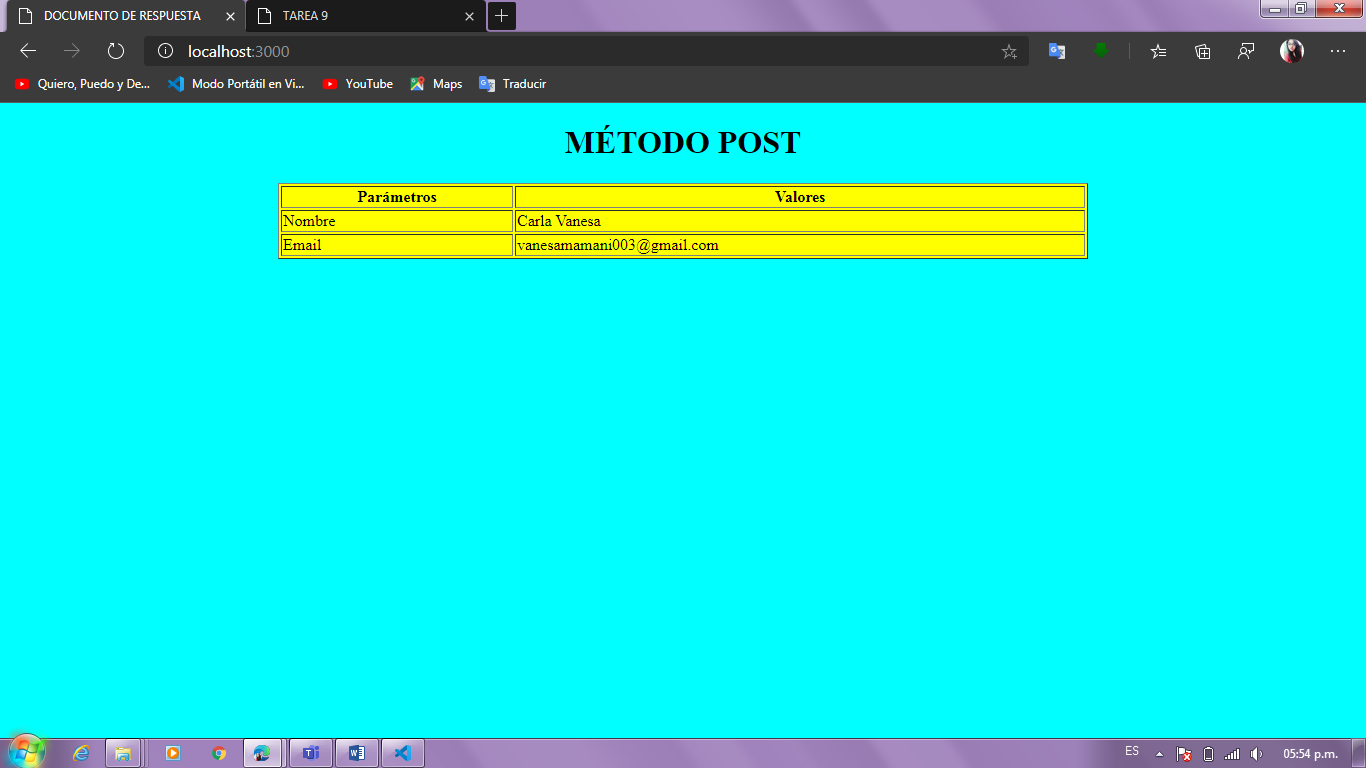 DOCUMENTO DE RESPUESTA
TAREA 9
localhost:3000
Quiero, Puedo y De...
Modo Portátil en Vi...
YouTube
Maps
Traducir
MÉTODO POST
Parámetros Valores
Nombre Carla Vanesa
Email vanesamamani003@gmail.com
ES
05:54 p.m.